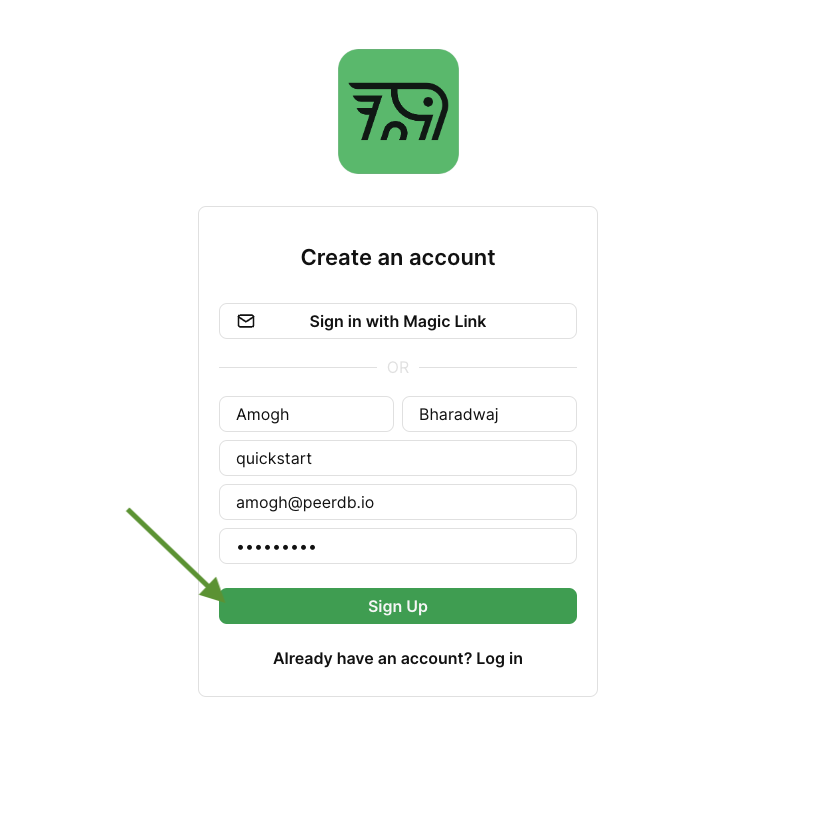 Create an account
Sign in with Magic Link
OR
Amogh Bharadwaj
quickstart
amogh@peerdb.io
•••••••••
Sign Up
Already have an account? Log in